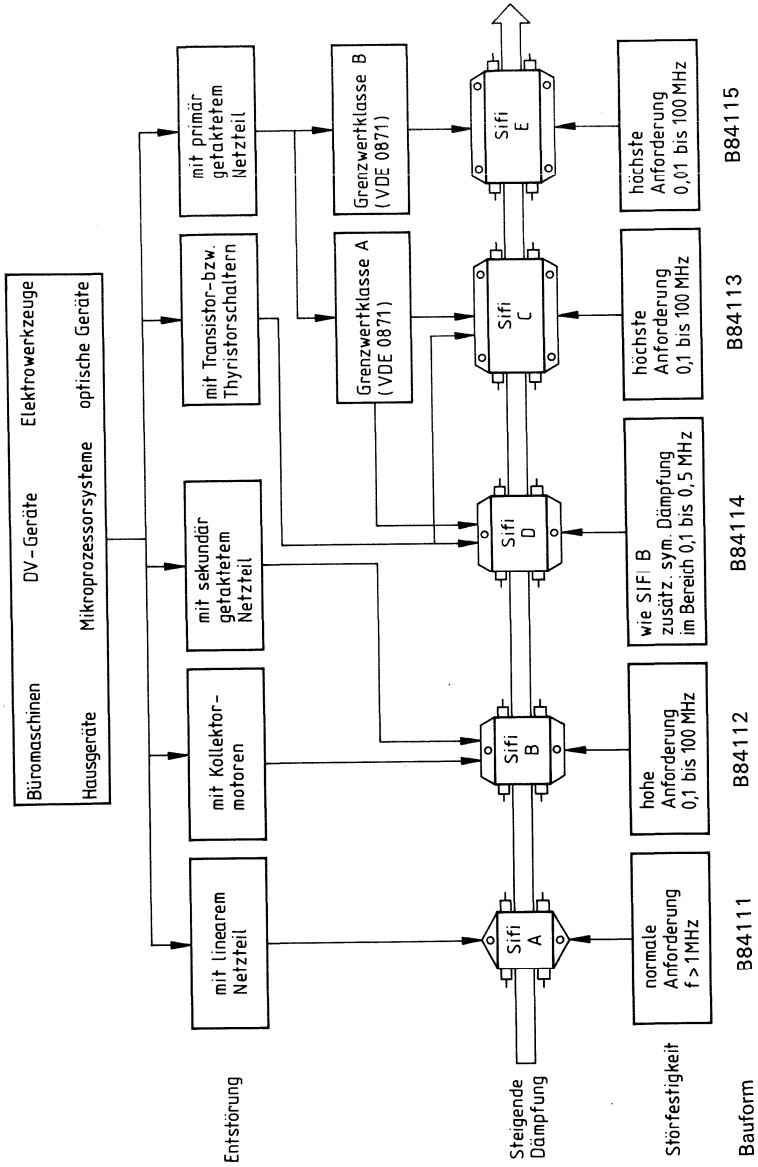 Büromaschinen DV-Geräte Elektrowerkzeuge
Hausgeräte Mikroprozessorsysteme optische Geräte
Entstörung
mit linearem
Netzteil
mit Kollektor-
motoren
mit sekundär
getaktetem
Netzteil
mit Transistor-bzw.
Thyristorschaltern
mit primär
getaktetem
Netzteil
Grenzwertklasse A
(VDE 0871)
Grenzwertklasse B
(VDE 0871)
Steigende
Dämpfung
Sifi
A
Sifi
B
Sifi
D
Sifi
C
Sifi
E
Störfestigkeit
normale
Anforderung
f > 1 MHz
hohe
Anforderung
0,1 bis 100 MHz
wie SIFI B
zusätz. sym. Dämpfung
im Bereich 0,1 bis 0,5 MHz
höchste
Anforderung
0,1 bis 100 MHz
höchste
Anforderung
0,01 bis 100 MHz
Bauform B84111 B84112 B84114 B84113 B84115